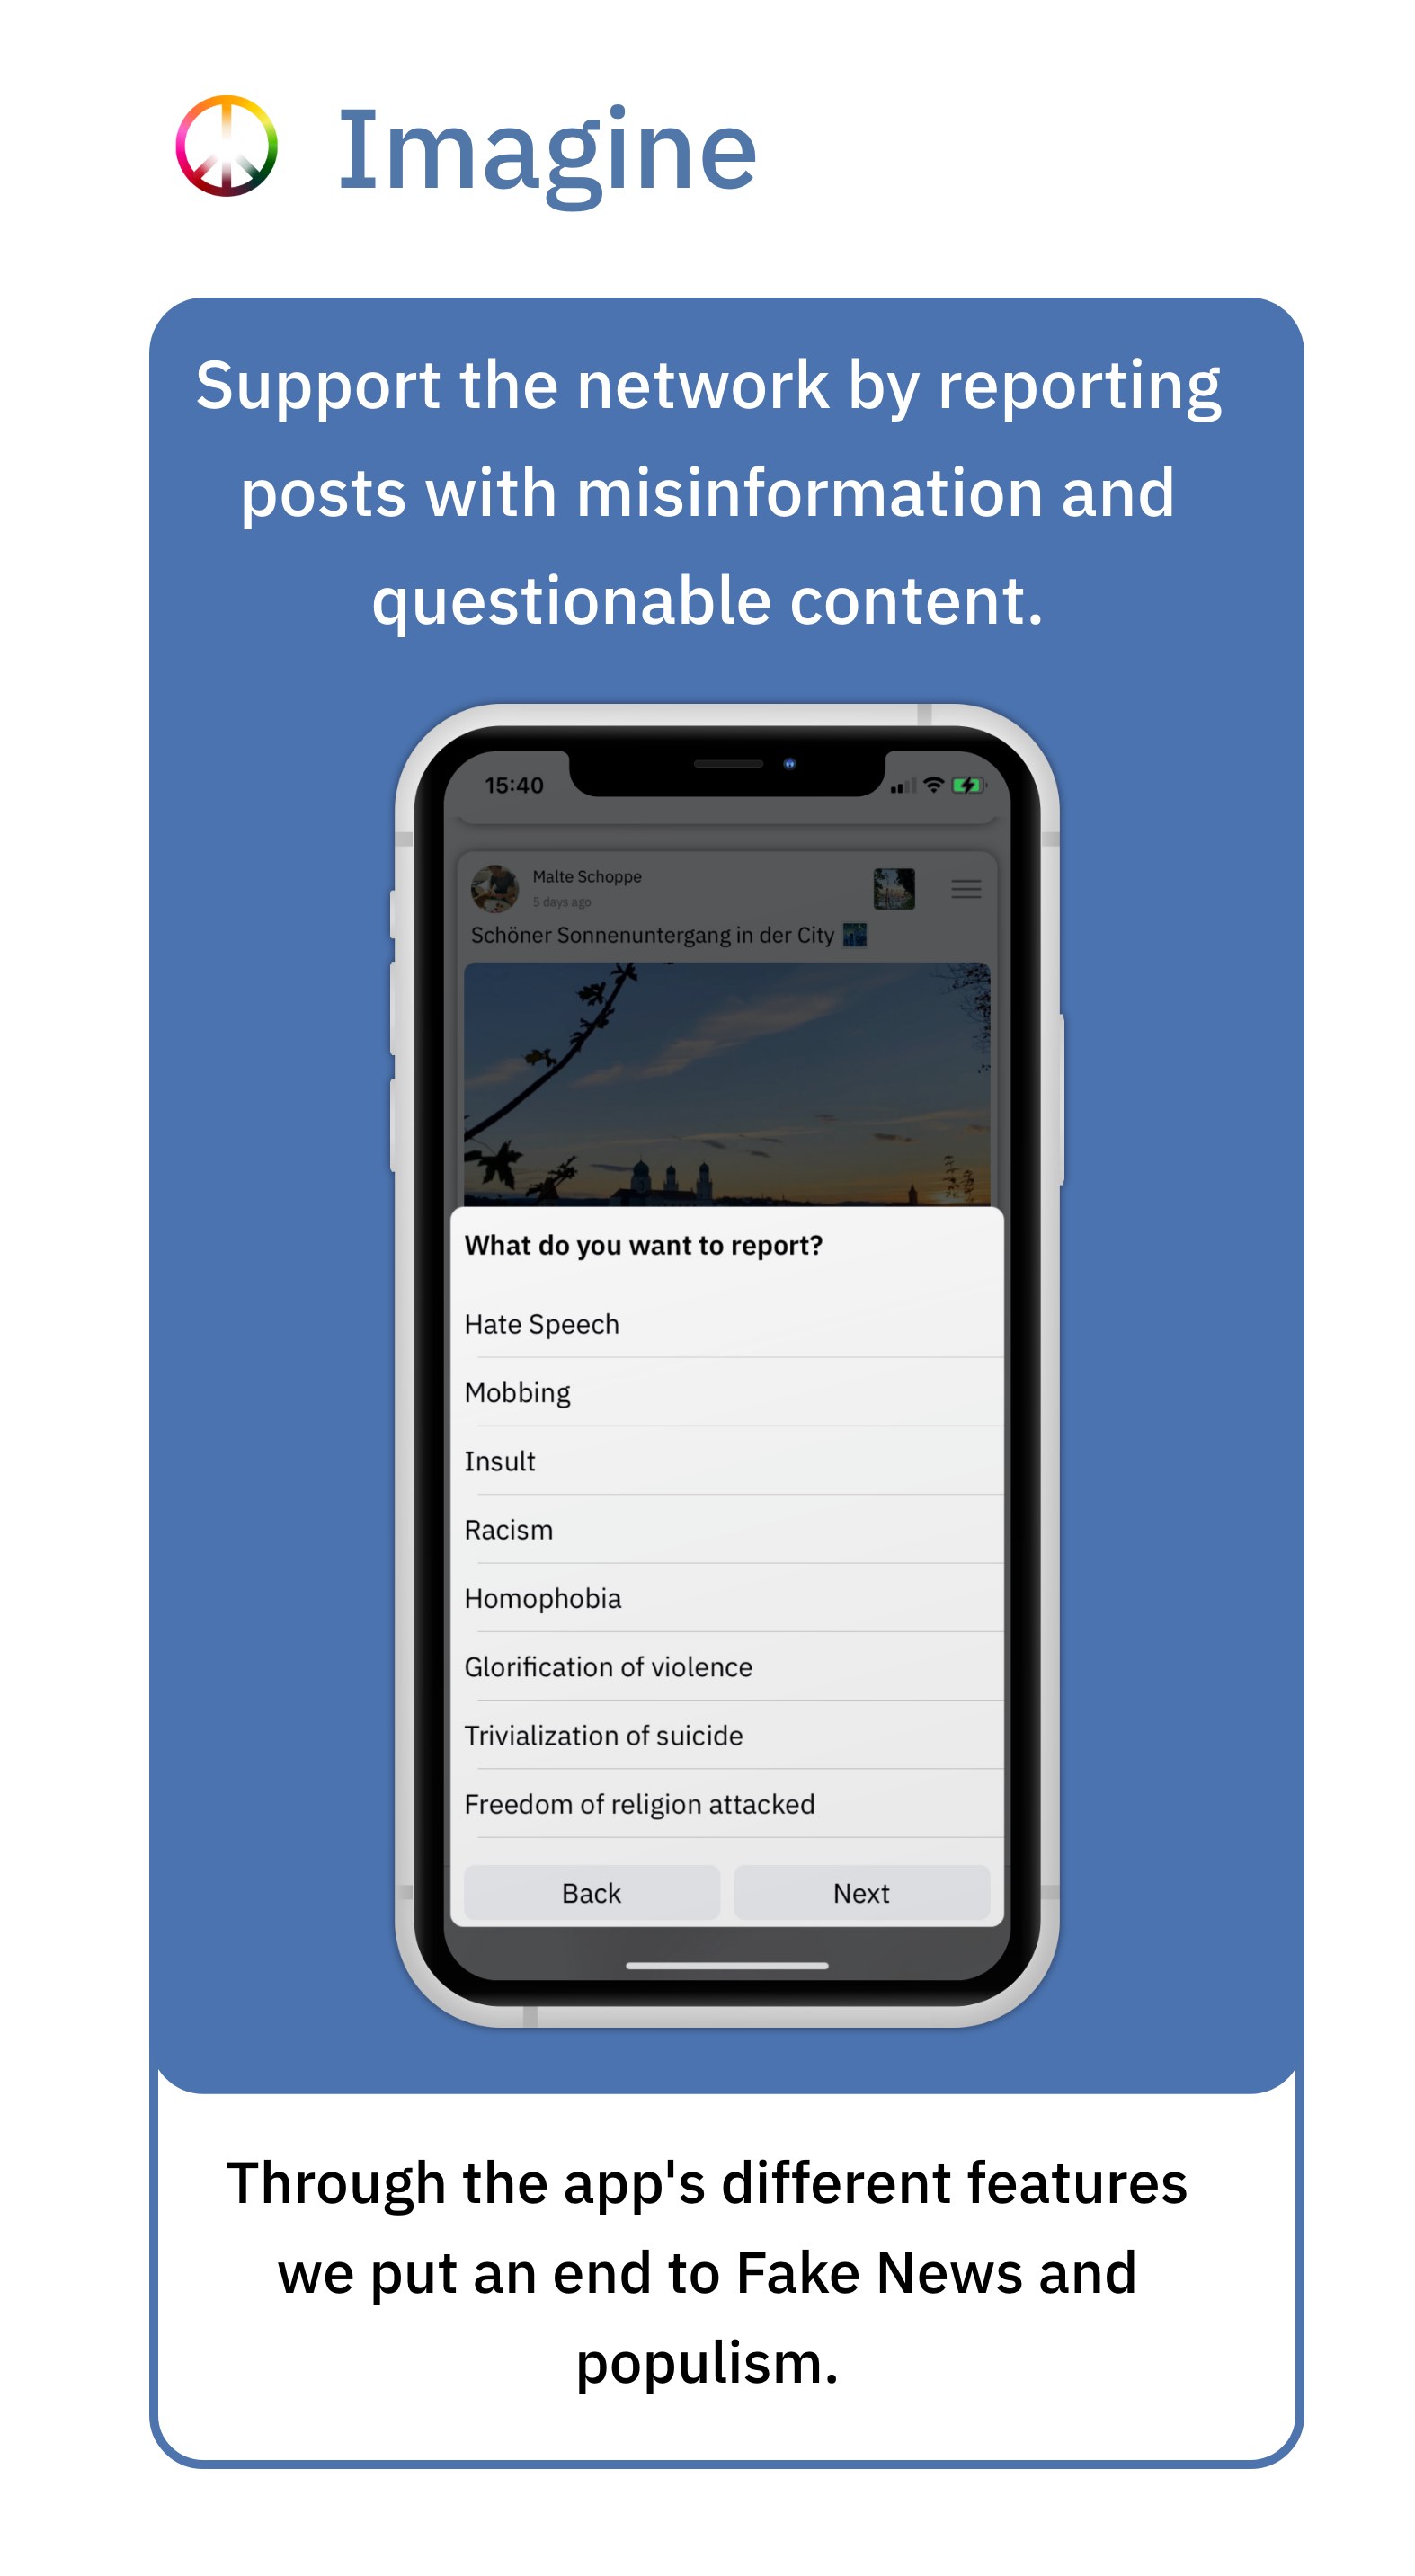 Imagine
Support the network by reporting
posts with misinformation and
questionable content.
15:40
Malte Schoppe
5 days ago
Schöner Sonnenuntergang in der City 🌃
What do you want to report?
Hate Speech
Mobbing
Insult
Racism
Homophobia
Glorification of violence
Trivialization of suicide
Freedom of religion attacked
Back Next
Through the app's different features
we put an end to Fake News and
populism.